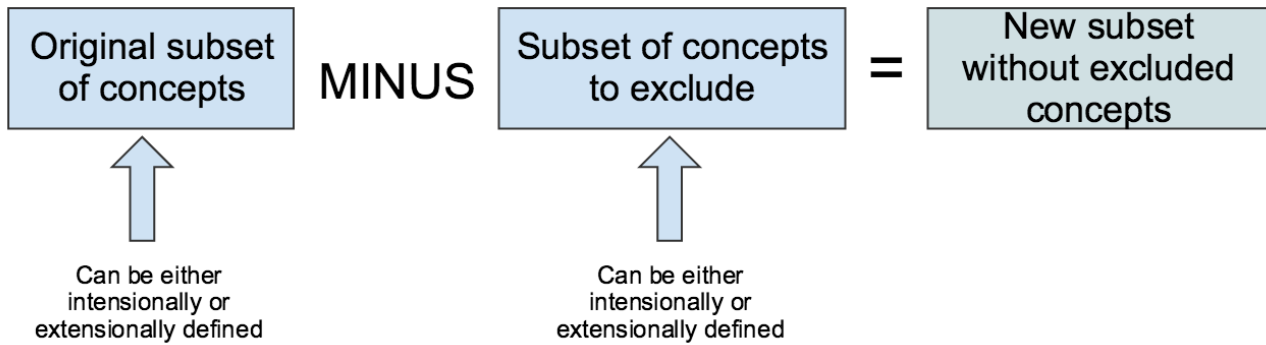 Original subset
of concepts
MINUS
Subset of concepts
to exclude
=
New subset
without excluded
concepts
Can be either
intensionally or
extensionally defined
Can be either
intensionally or
extensionally defined